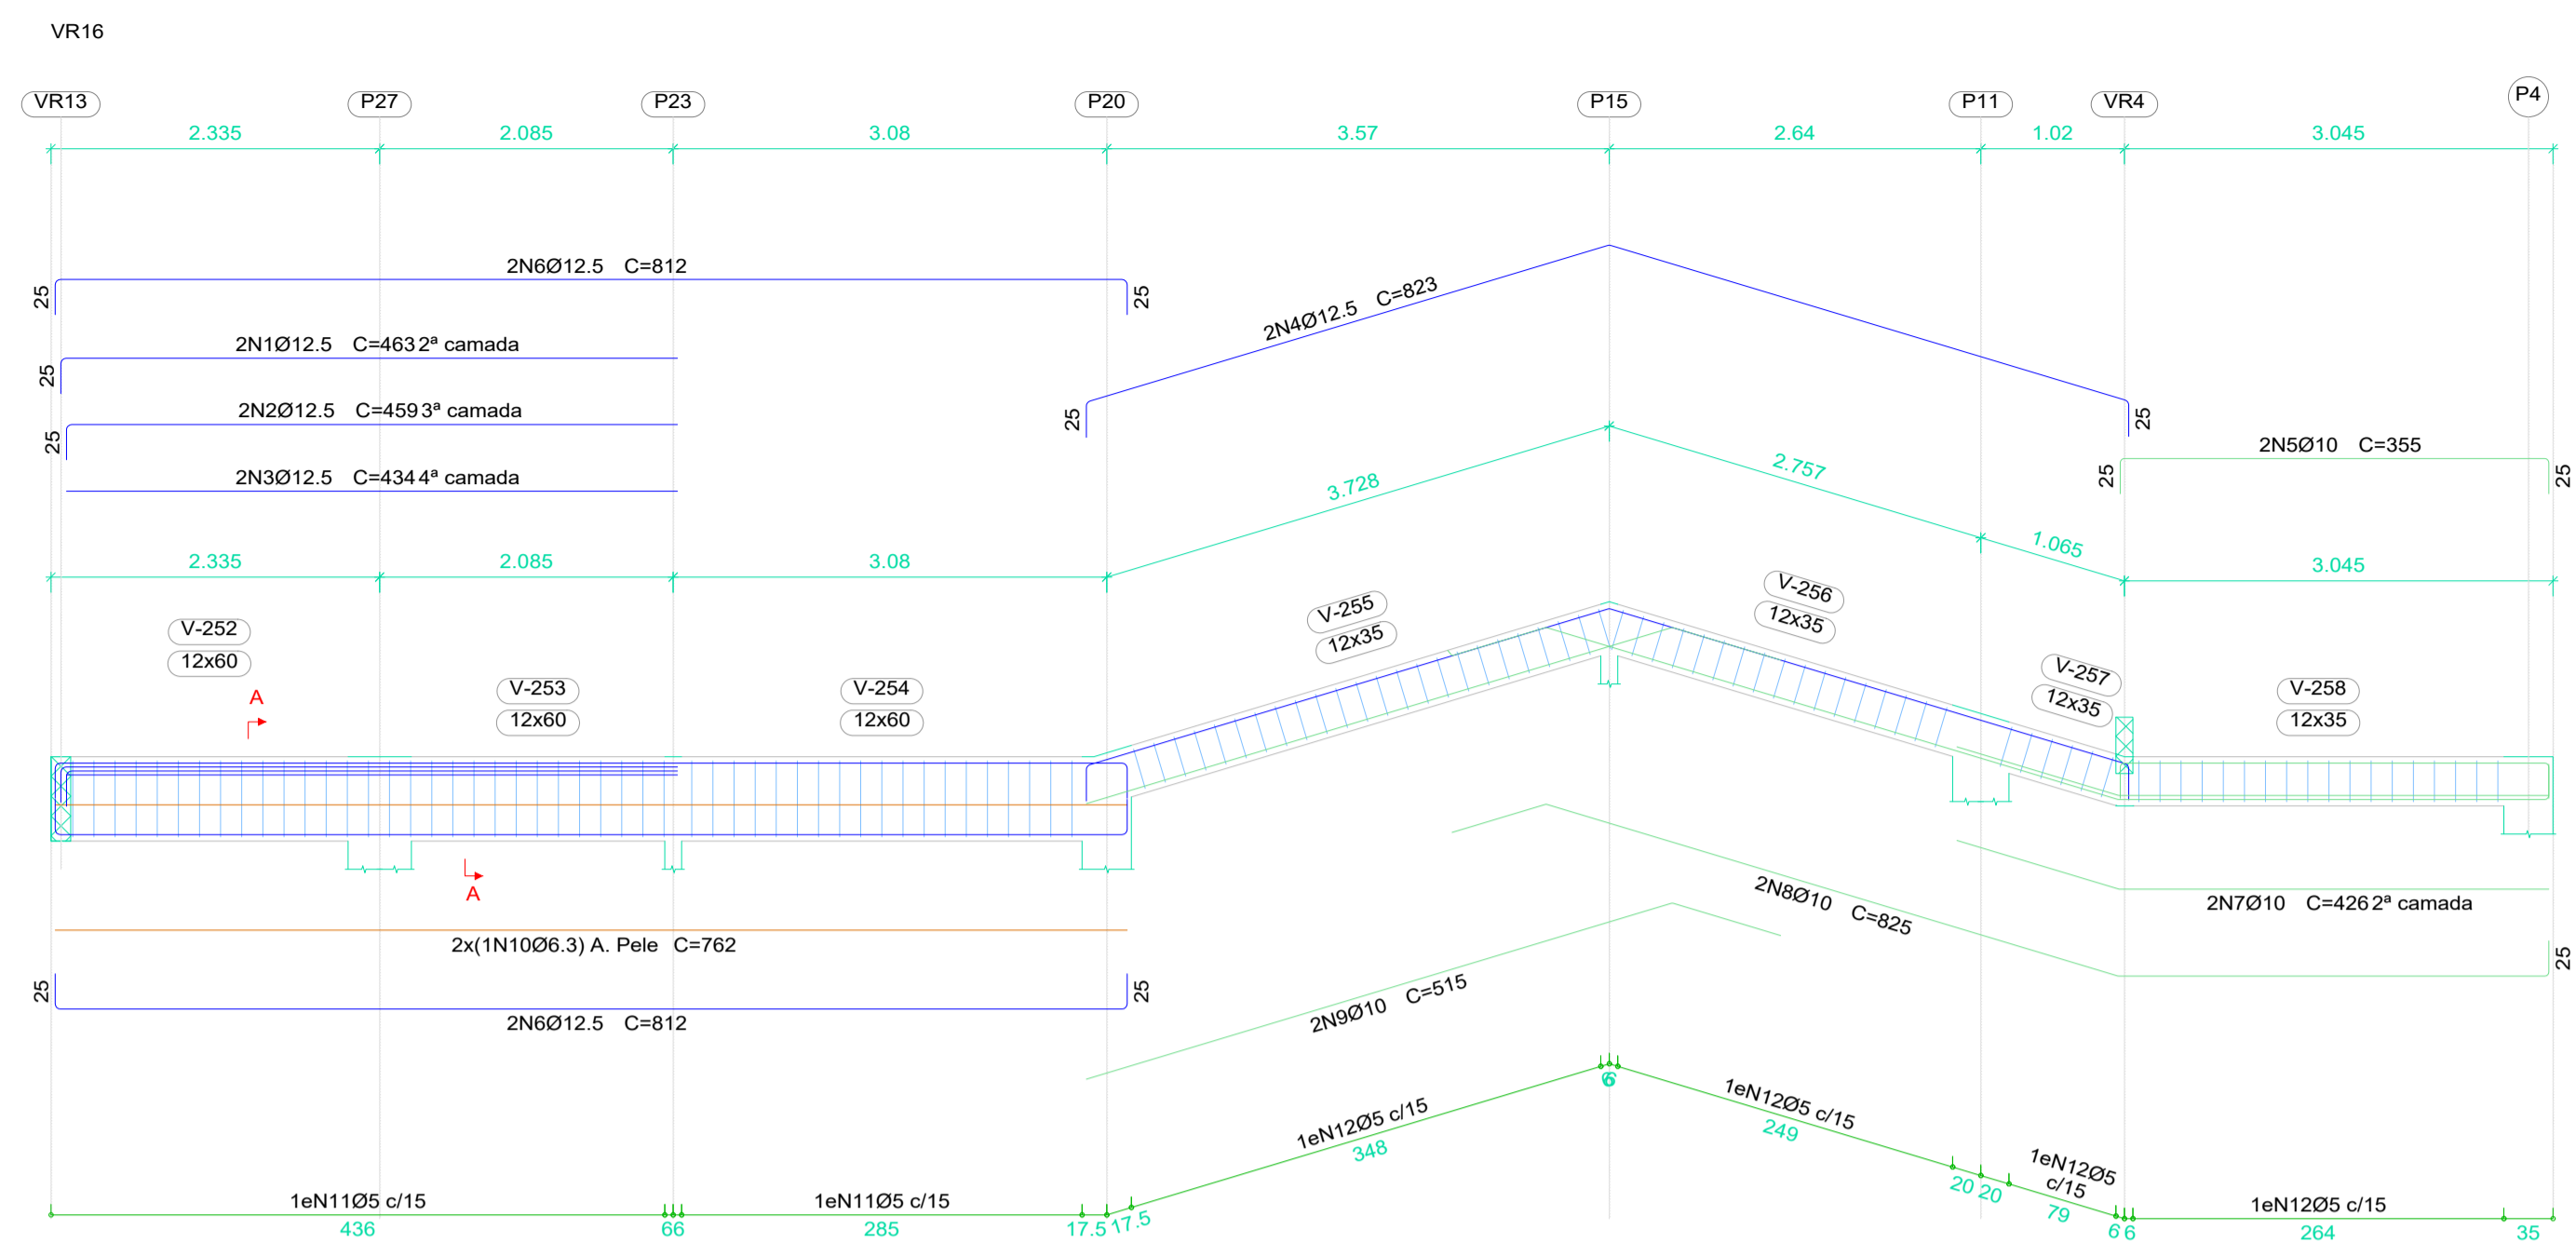 VR16
VR13 P27 P23 P20 P15 P11 VR4 P4
2.335 2.085 3.08 3.57 2.64 1.02 3.045
2N6Ø12.5 C=812
25 25
2N4Ø12.5 C=823
25 25
2N1Ø12.5 C=463 2ª camada
25
2N2Ø12.5 C=459 3ª camada
25
2N3Ø12.5 C=434 4ª camada
2N5Ø10 C=355
25 25
3.728 2.757 1.065
2.335 2.085 3.08 3.045
V-252
12x60
V-253
12x60
V-254
12x60
V-255
12x35
V-256
12x35
V-257
12x35
V-258
12x35
A
A
2N8Ø10 C=825
25
2N7Ø10 C=426 2ª camada
2x(1N10Ø6.3) A. Pele C=762
25 25
2N6Ø12.5 C=812
2N9Ø10 C=515
1eN11Ø5 c/15
436
66
1eN11Ø5 c/15
285
17.5 17.5
1eN12Ø5 c/15
348
66
1eN12Ø5 c/15
249
20 20
1eN12Ø5
c/15
79
6 6
1eN12Ø5 c/15
264
35